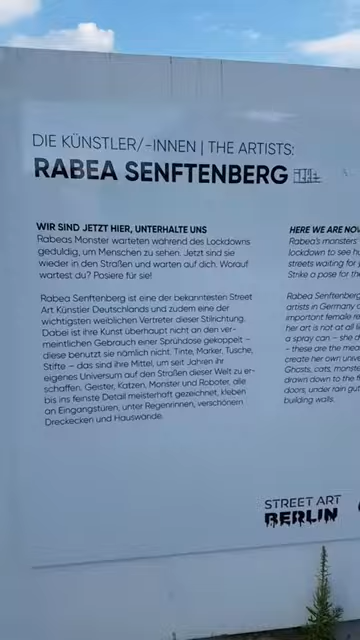 DIE KÜNSTLER/-INNEN | THE ARTISTS:
RABEA SENFTENBERG
WIR SIND JETZT HIER, UNTERHALTE UNS
Rabeas Monster warteten während des Lockdowns
geduldig, um Menschen zu sehen. Jetzt sind sie
wieder in den Straßen und warten auf dich. Worauf
wartest du? Posiere für sie!
Rabea Senftenberg ist eine der bekanntesten Street
Art Künstler Deutschlands und zudem eine der
wichtigsten weiblichen Vertreter dieser Stilrichtung.
Dabei ist ihre Kunst überhaupt nicht an den ver-
meintlichen Gebrauch einer Sprühdose gekoppelt –
diese benutzt sie nämlich nicht. Tinte, Marker, Tusche,
Stifte – das sind ihre Mittel, um seit Jahren ihr
eigenes Universum auf den Straßen dieser Welt zu er-
schaffen. Geister, Katzen, Monster und Roboter, alle
bis ins feinste Detail meisterhaft gezeichnet, kleben
an Eingangstüren, unter Regenrinnen, verschönern
Dreckecken und Hauswände.
HERE WE ARE NOW
Rabea's monsters
lockdown to see hu
streets waiting for y
Strike a pose for the
Rabea Senftenberg
artists in Germany a
important female re
her art is not at all li
a spray can – she d
– these are the mea
create her own unive
Ghosts, cats, monste
drawn down to the fi
doors, under rain gut
building walls.
STREET ART
BERLIN